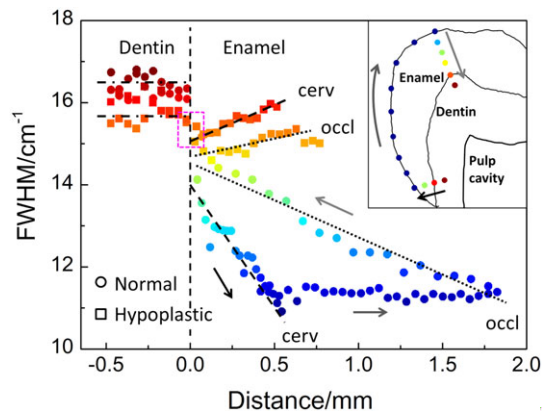 Dentin Enamel
cerv
occl
Normal
Hypoplastic
cerv
occl
Enamel
Dentin
Pulp
cavity
FWHM/cm⁻¹
18
16
14
12
10
-0.5 0.0 0.5 1.0 1.5 2.0
Distance/mm